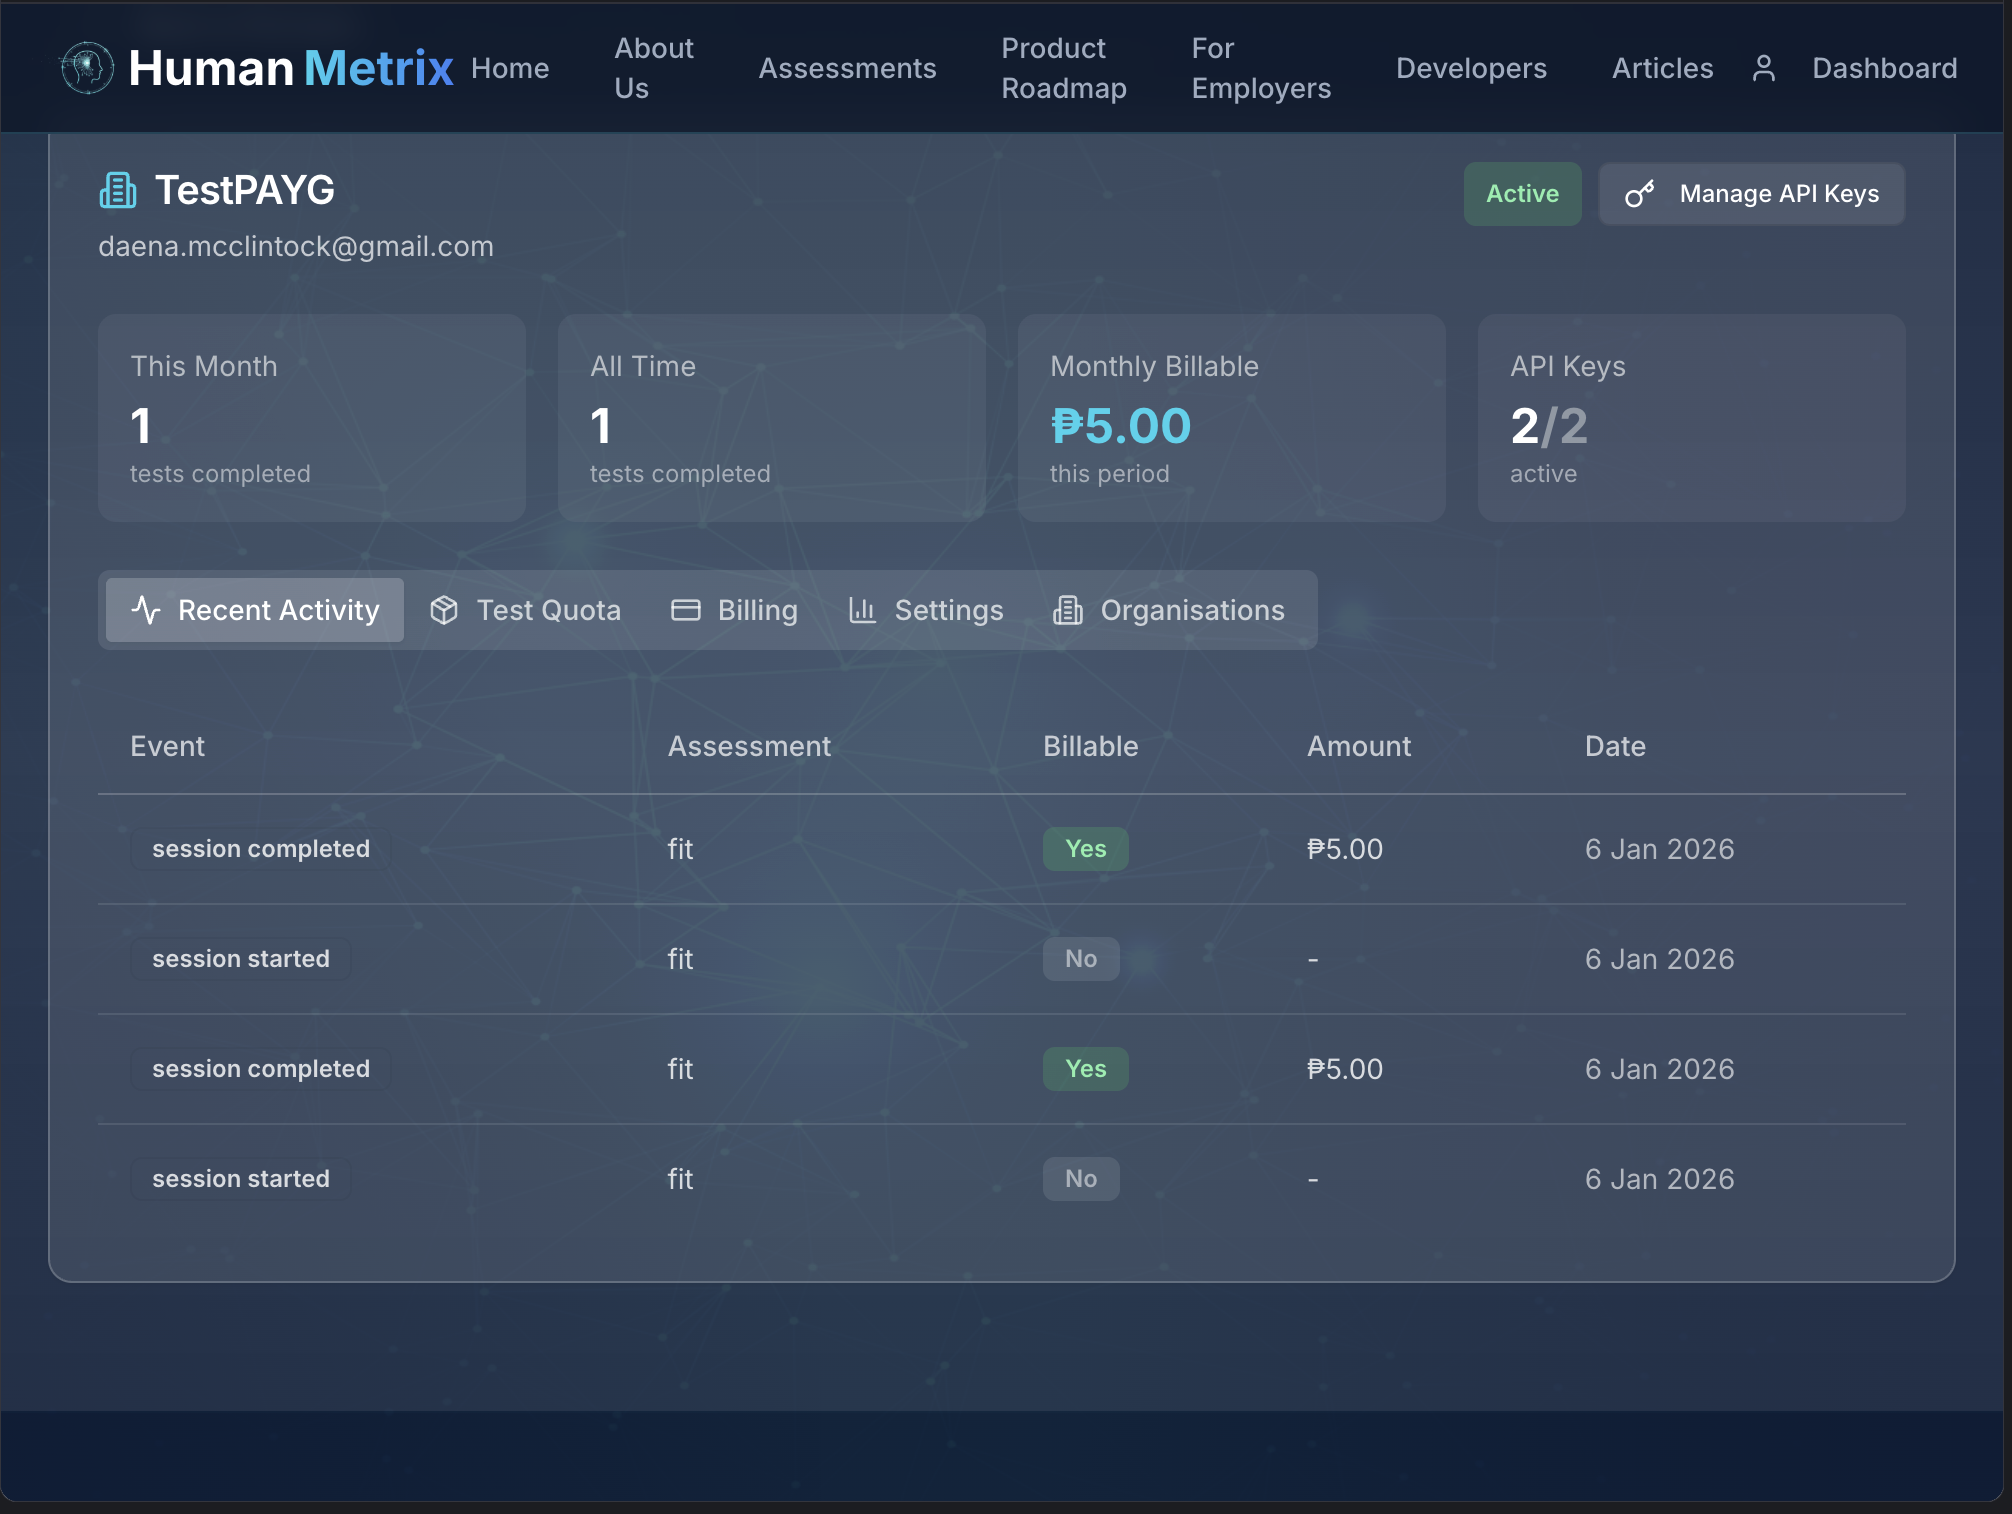 Human Metrix
Home
About Us
Assessments
Product Roadmap
For Employers
Developers
Articles
Dashboard
TestPAYG
Active
Manage API Keys
daena.mcclintock@gmail.com
This Month
1
tests completed
All Time
1
tests completed
Monthly Billable
₱5.00
this period
API Keys
2/2
active
Recent Activity
Test Quota
Billing
Settings
Organisations
Event Assessment Billable Amount Date
session completed fit Yes ₱5.00 6 Jan 2026
session started fit No - 6 Jan 2026
session completed fit Yes ₱5.00 6 Jan 2026
session started fit No - 6 Jan 2026